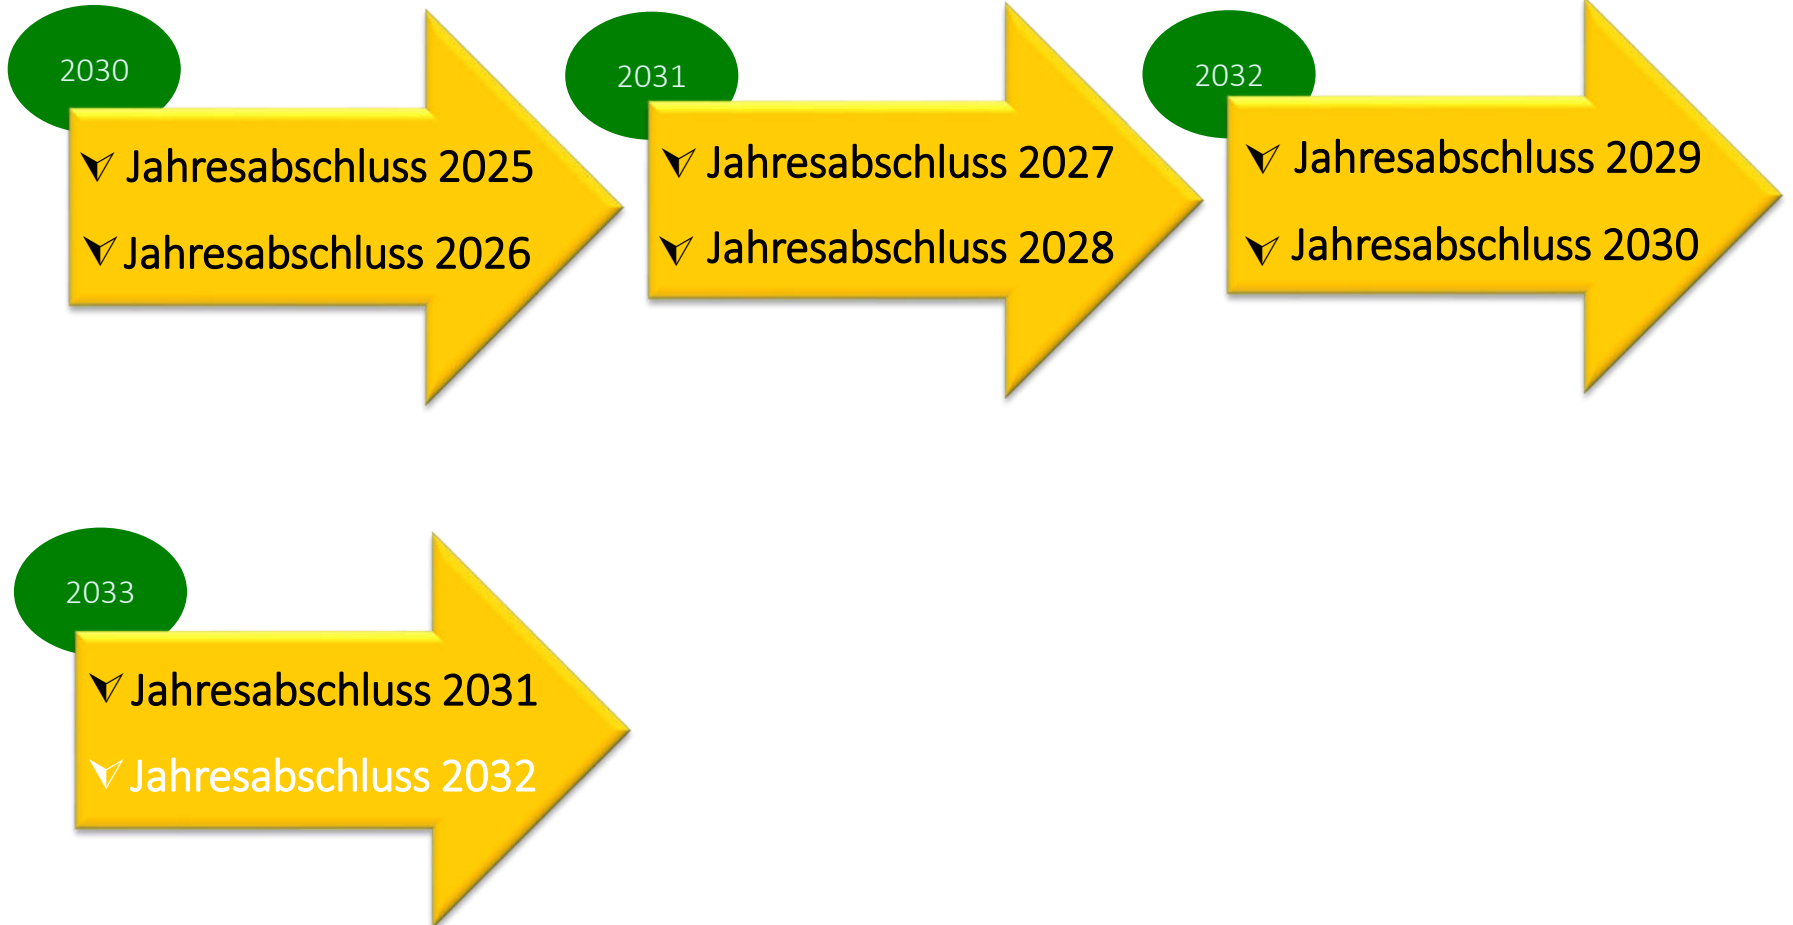 2030
⮛ Jahresabschluss 2025
⮛ Jahresabschluss 2026
2031
⮛ Jahresabschluss 2027
⮛ Jahresabschluss 2028
2032
⮛ Jahresabschluss 2029
⮛ Jahresabschluss 2030
2033
⮛ Jahresabschluss 2031
⮛ Jahresabschluss 2032